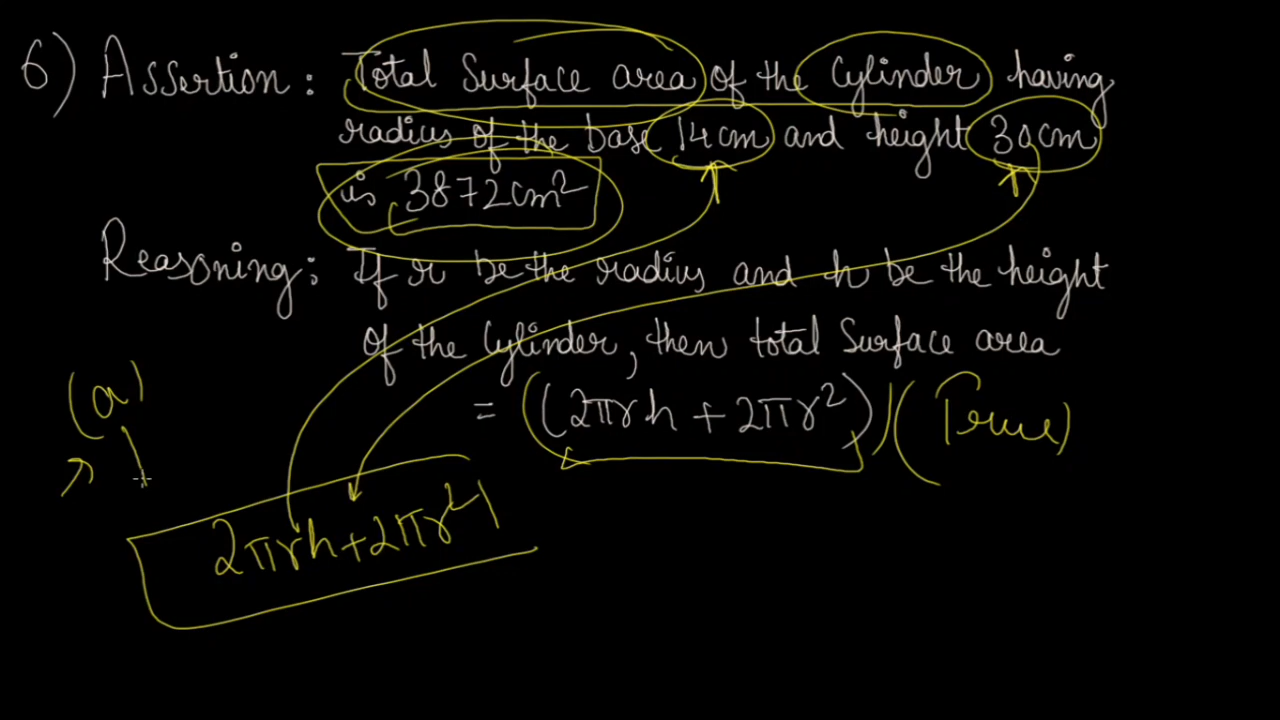 6) Assertion : Total Surface area of the Cylinder having
radius of the base 14cm and height 30cm
is 3872cm²
Reasoning : If r be the radius and h be the height
of the Cylinder, then total Surface area
= (2πrh + 2πr²) (True)
(a)
2πrh+2πr²